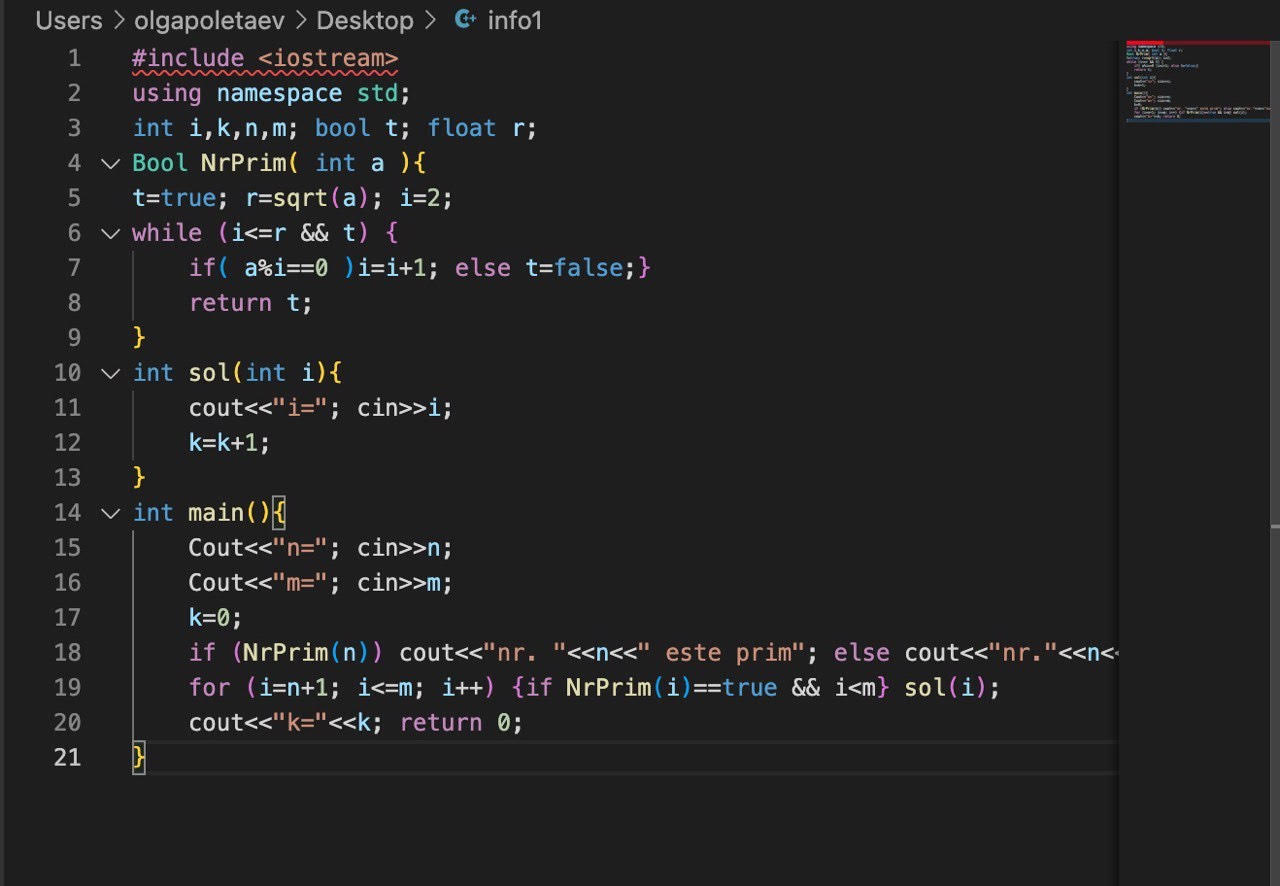 Users > olgapoletaev > Desktop > info1
1 #include <iostream>
2 using namespace std;
3 int i,k,n,m; bool t; float r;
4 Bool NrPrim( int a ){
5 t=true; r=sqrt(a); i=2;
6 while (i<=r && t) {
7 if( a%i==0 )i=i+1; else t=false;}
8 return t;
9 }
10 int sol(int i){
11 cout<<"i="; cin>>i;
12 k=k+1;
13 }
14 int main(){
15 Cout<<"n="; cin>>n;
16 Cout<<"m="; cin>>m;
17 k=0;
18 if (NrPrim(n)) cout<<"nr. "<<n<<" este prim"; else cout<<"nr."<<n<
19 for (i=n+1; i<=m; i++) {if NrPrim(i)==true && i<m} sol(i);
20 cout<<"k="<<k; return 0;
21 }